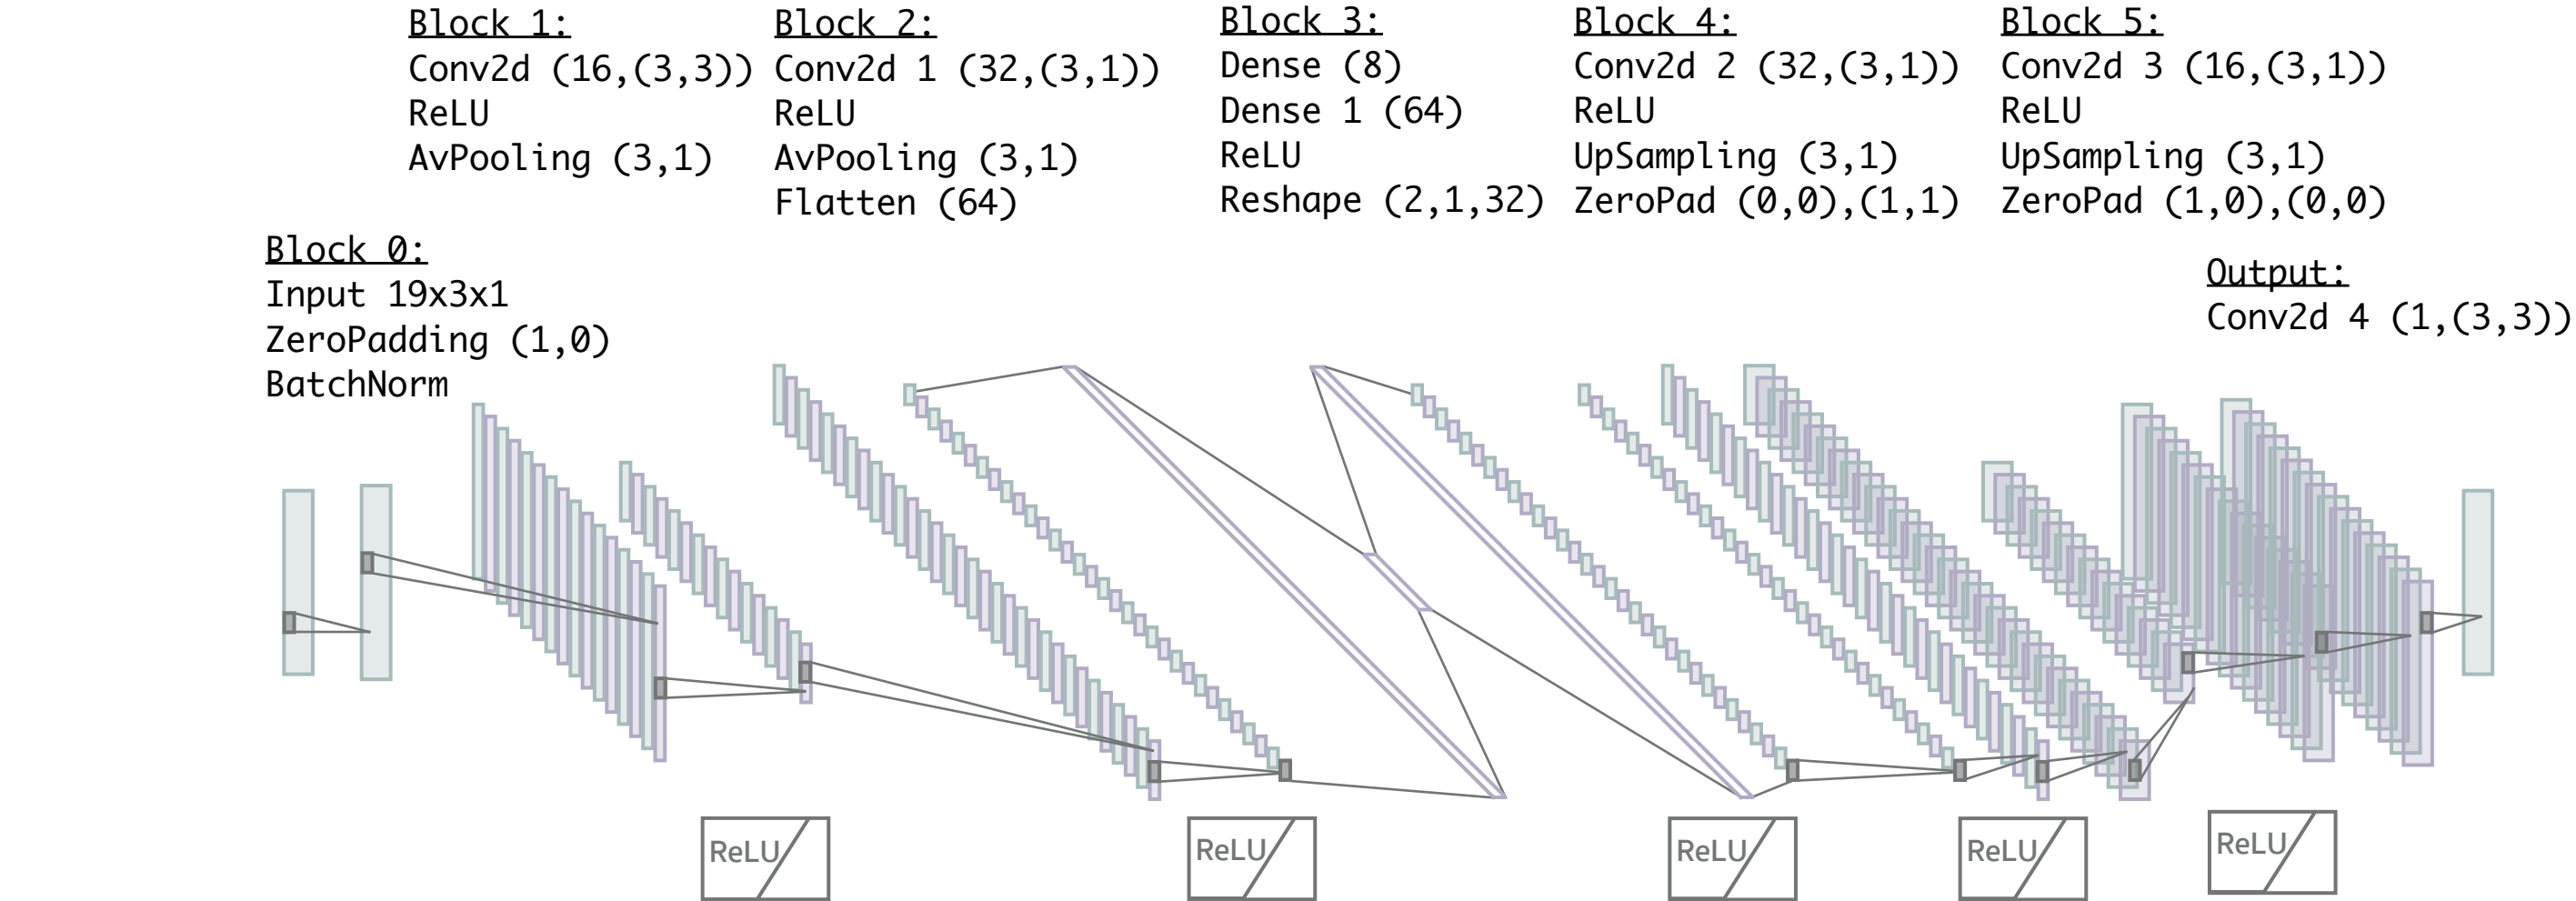 Block 1:
Conv2d (16,(3,3))
ReLU
AvPooling (3,1)
Block 2:
Conv2d 1 (32,(3,1))
ReLU
AvPooling (3,1)
Flatten (64)
Block 3:
Dense (8)
Dense 1 (64)
ReLU
Reshape (2,1,32)
Block 4:
Conv2d 2 (32,(3,1))
ReLU
UpSampling (3,1)
ZeroPad (0,0),(1,1)
Block 5:
Conv2d 3 (16,(3,1))
ReLU
UpSampling (3,1)
ZeroPad (1,0),(0,0)
Block 0:
Input 19x3x1
ZeroPadding (1,0)
BatchNorm
Output:
Conv2d 4 (1,(3,3))
ReLU
ReLU
ReLU
ReLU
ReLU